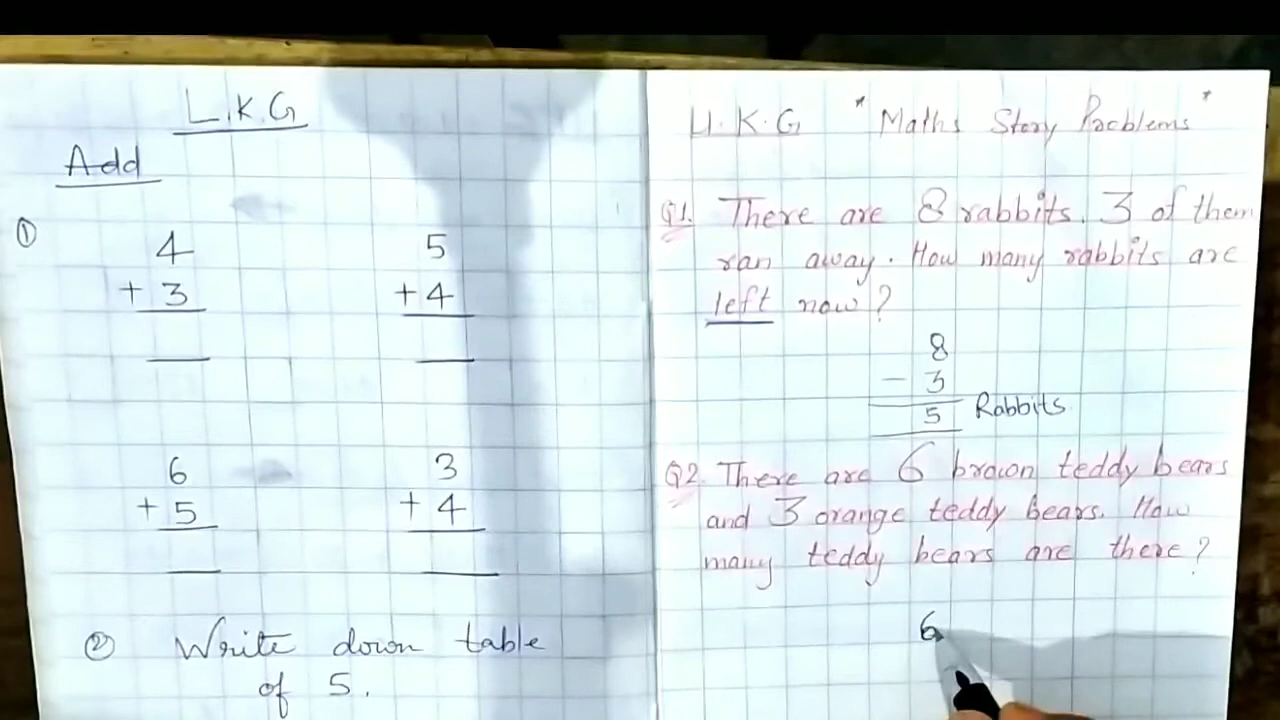 L.K.G
Add
①
4
+ 3
5
+ 4
6
+ 5
3
+ 4
② Write down table
of 5.
U.K.G "Maths Story Problems"
Q1. There are 8 rabbits. 3 of them
ran away. How many rabbits are
left now?
8
- 3
5 Rabbits
Q2. There are 6 brown teddy bears
and 3 orange teddy bears. How
many teddy bears are there?
6